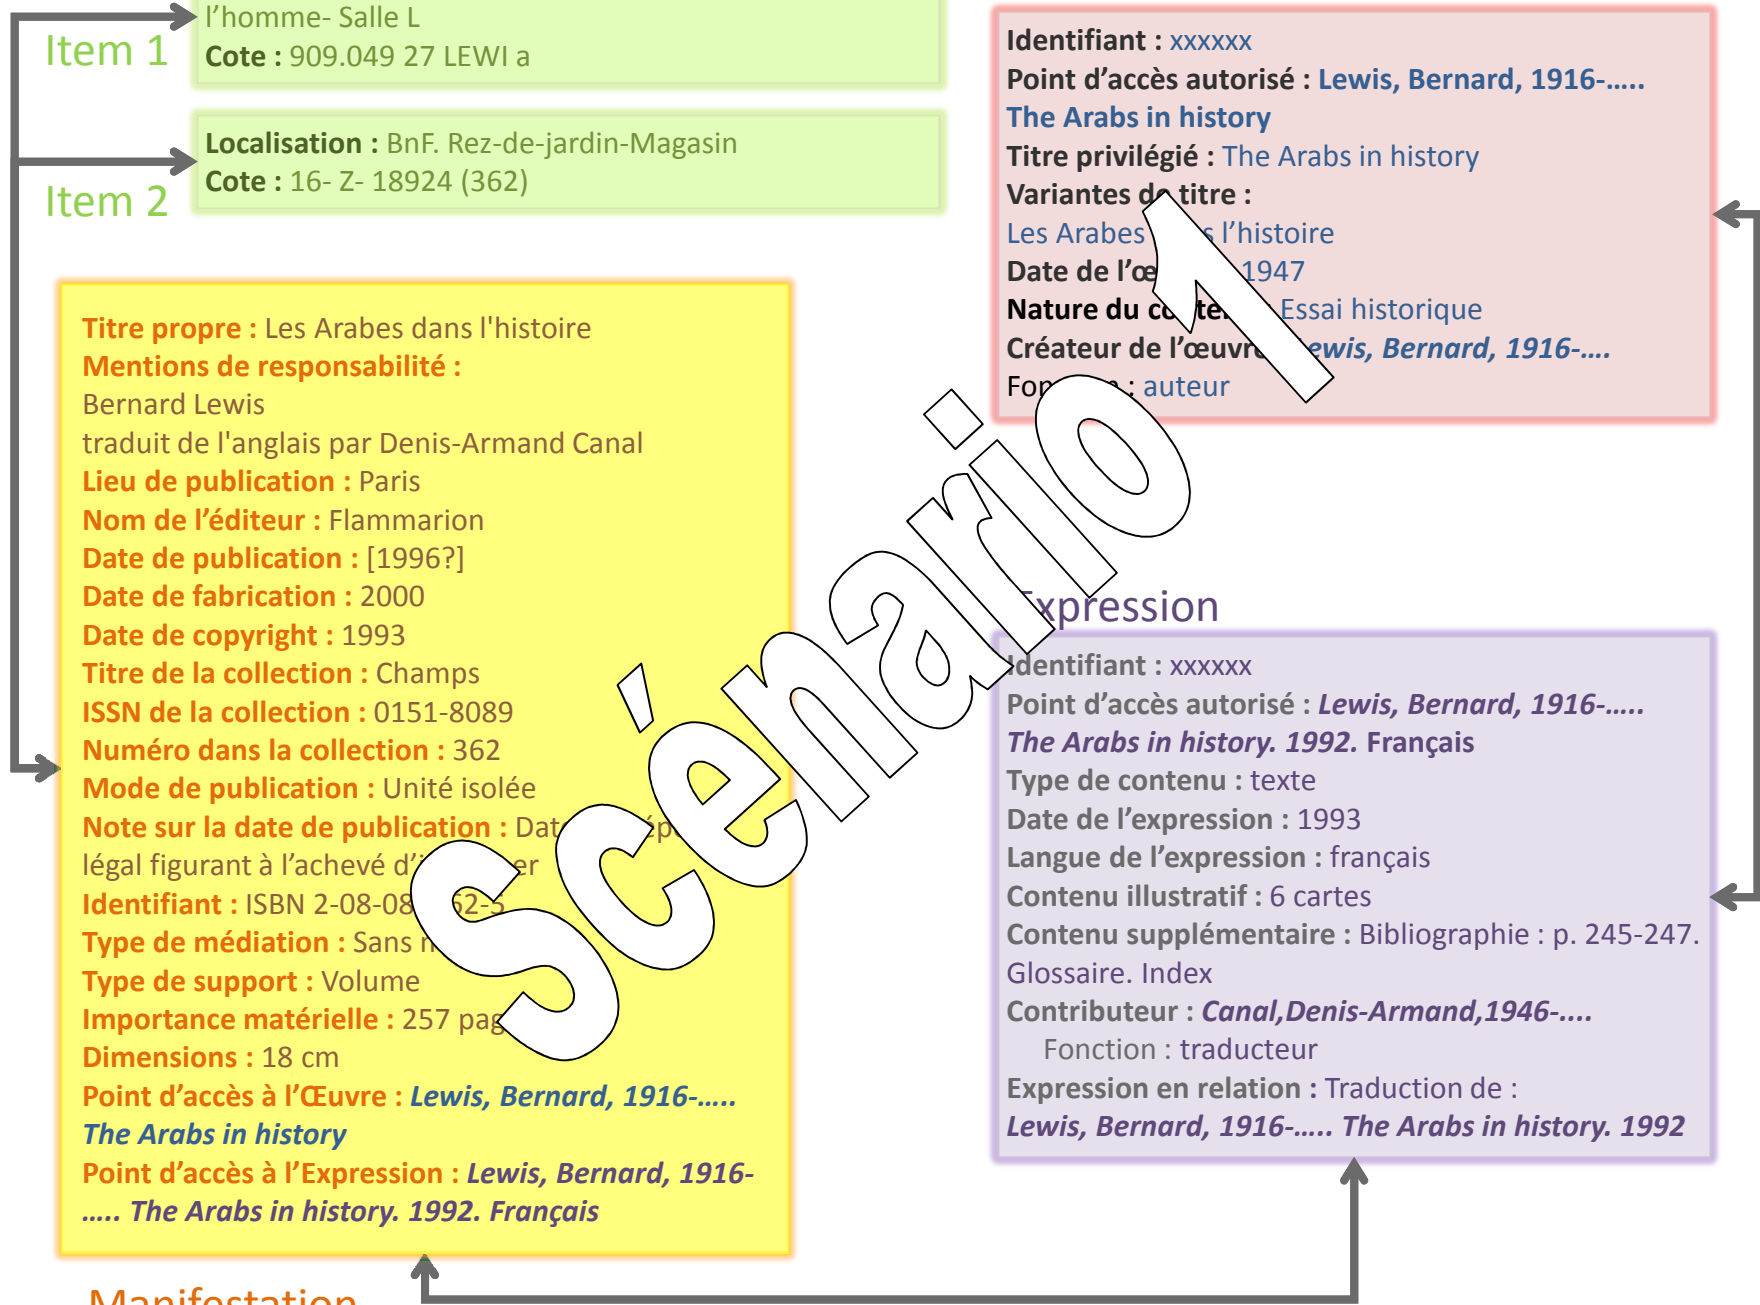 l’homme- Salle L
Item 1
Cote : 909.049 27 LEWI a
Localisation : BnF. Rez-de-jardin-Magasin
Cote : 16- Z- 18924 (362)
Item 2
Identifiant : xxxxxx
Point d’accès autorisé : Lewis, Bernard, 1916-…..
The Arabs in history
Titre privilégié : The Arabs in history
Variantes de titre :
Les Arabes l’histoire
Date de 1947
Nature du Essai historique
Créateur de Bernard, 1916-….
: auteur
Titre propre : Les Arabes dans l'histoire
Mentions de responsabilité :
Bernard Lewis
traduit de l'anglais par Denis-Armand Canal
Lieu de publication : Paris
Nom de l’éditeur : Flammarion
Date de publication : [1996?]
Date de fabrication : 2000
Date de copyright : 1993
Titre de la collection : Champs
ISSN de la collection : 0151-8089
Numéro dans la collection : 362
Mode de publication : Unité isolée
Note sur la date de publication :
légal figurant à l’achevé
Identifiant : ISBN
Type de médiation : Sans
Type de support : Volume
Importance matérielle : 257
Dimensions : 18 cm
Point d’accès à l’Œuvre : Lewis, Bernard, 1916-…..
The Arabs in history
Point d’accès à l’Expression : Lewis, Bernard, 1916-
….. The Arabs in history. 1992. Français
Manifestation
Scénario 1
Expression
Identifiant : xxxxxx
Point d’accès autorisé : Lewis, Bernard, 1916-…..
The Arabs in history. 1992. Français
Type de contenu : texte
Date de l’expression : 1993
Langue de l’expression : français
Contenu illustratif : 6 cartes
Contenu supplémentaire : Bibliographie : p. 245-247.
Glossaire. Index
Contributeur : Canal,Denis-Armand,1946-....
Fonction : traducteur
Expression en relation : Traduction de :
Lewis, Bernard, 1916-….. The Arabs in history. 1992